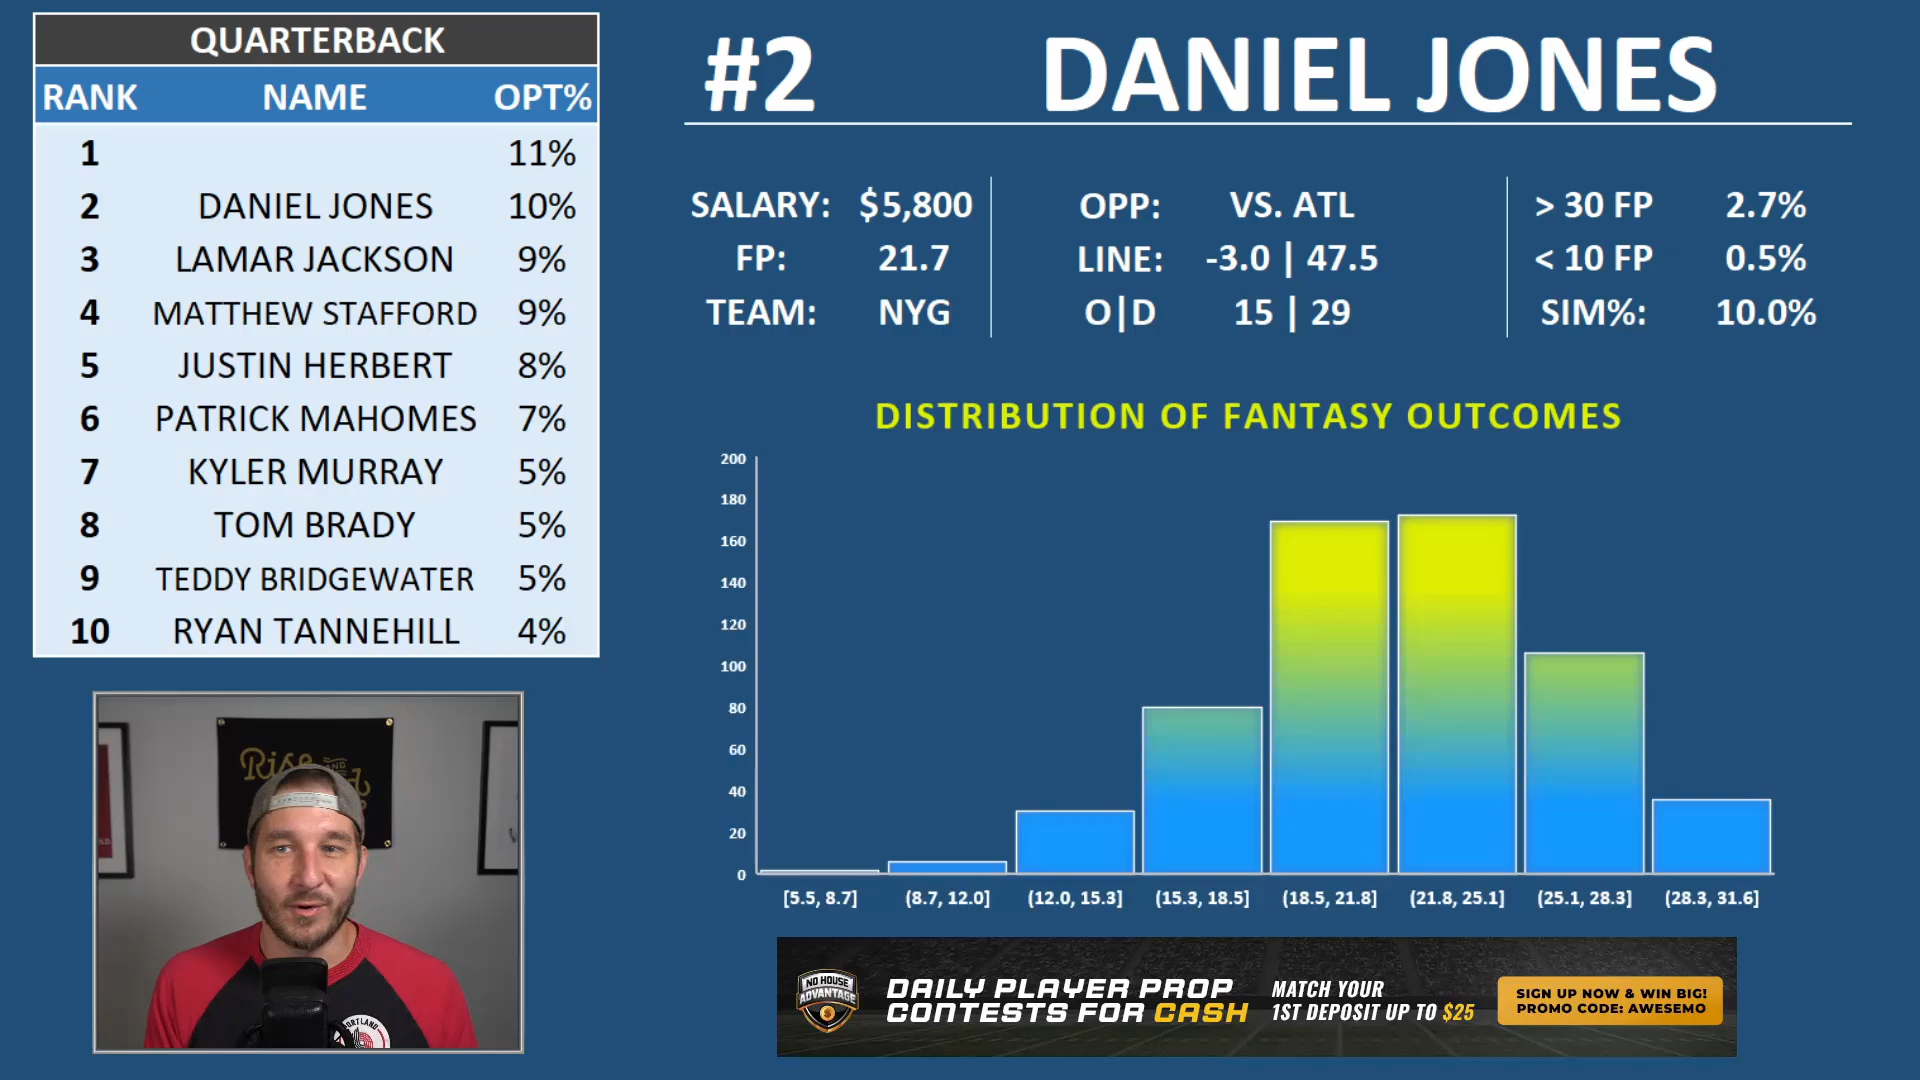 QUARTERBACK
RANK NAME OPT%
1 11%
2 DANIEL JONES 10%
3 LAMAR JACKSON 9%
4 MATTHEW STAFFORD 9%
5 JUSTIN HERBERT 8%
6 PATRICK MAHOMES 7%
7 KYLER MURRAY 5%
8 TOM BRADY 5%
9 TEDDY BRIDGEWATER 5%
10 RYAN TANNEHILL 4%
#2 DANIEL JONES
SALARY: $5,800 OPP: VS. ATL > 30 FP 2.7%
FP: 21.7 LINE: -3.0 | 47.5 < 10 FP 0.5%
TEAM: NYG O|D 15 | 29 SIM%: 10.0%
DISTRIBUTION OF FANTASY OUTCOMES
200
180
160
140
120
100
80
60
40
20
0
[5.5, 8.7] (8.7, 12.0] (12.0, 15.3] (15.3, 18.5] (18.5, 21.8] (21.8, 25.1] (25.1, 28.3] (28.3, 31.6]
Rise
AND
NO HOUSE
ADVANTAGE
$
DAILY PLAYER PROP
CONTESTS FOR CASH
MATCH YOUR
1ST DEPOSIT UP TO $25
SIGN UP NOW & WIN BIG!
PROMO CODE: AWESEMO